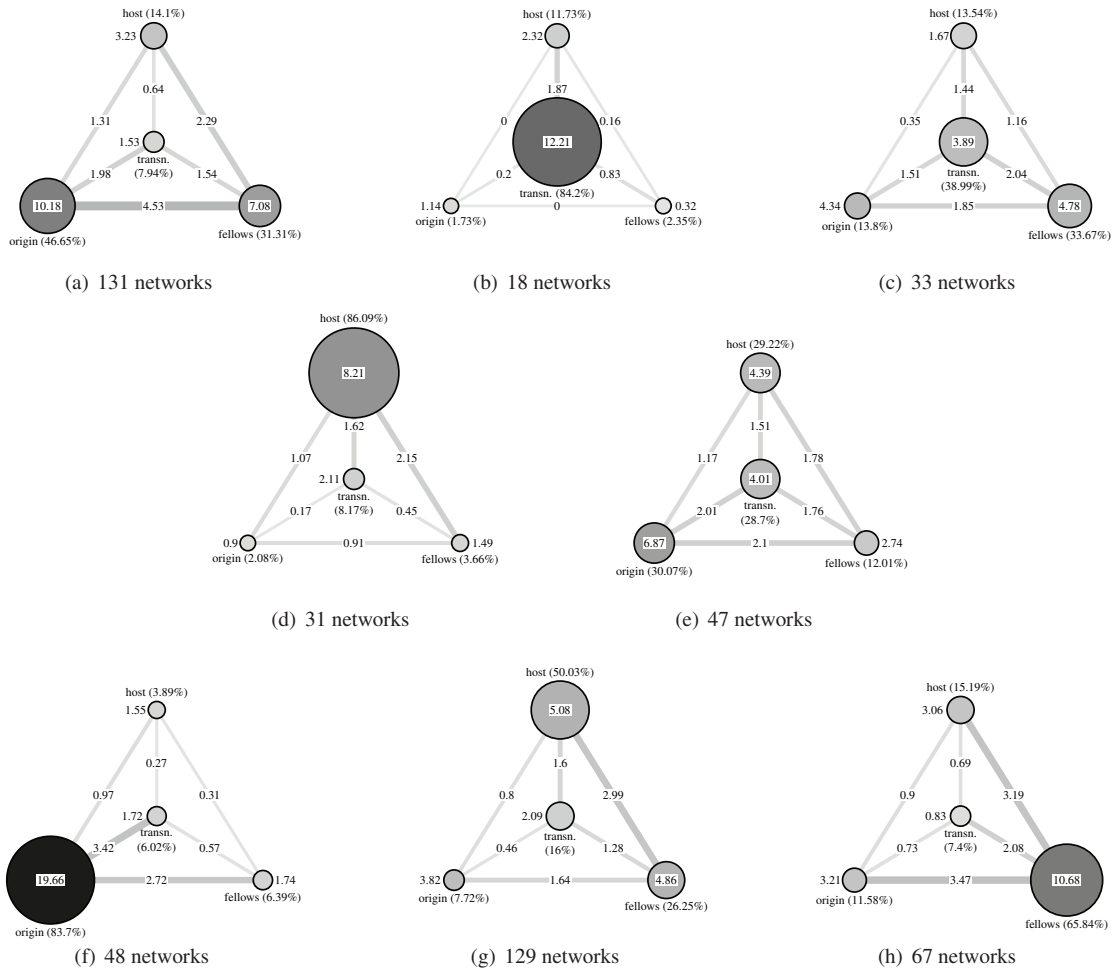 host (14.1%)
3.23
0.64
1.31
2.29
1.53
transn.
(7.94%)
1.98
1.54
10.18
4.53
7.08
origin (46.65%)
fellows (31.31%)
(a) 131 networks
host (11.73%)
2.32
1.87
0
0.16
12.21
0.2
0.83
transn. (84.2%)
1.14
0
0.32
origin (1.73%)
fellows (2.35%)
(b) 18 networks
host (13.54%)
1.67
1.44
0.35
1.16
3.89
transn.
(38.99%)
1.51
2.04
4.34
1.85
4.78
origin (13.8%)
fellows (33.67%)
(c) 33 networks
host (86.09%)
8.21
1.62
1.07
2.15
2.11
transn.
(8.17%)
0.17
0.45
0.9
0.91
1.49
origin (2.08%)
fellows (3.66%)
(d) 31 networks
host (29.22%)
4.39
1.51
1.17
1.78
4.01
transn.
(28.7%)
2.01
1.76
6.87
2.1
2.74
origin (30.07%)
fellows (12.01%)
(e) 47 networks
host (3.89%)
1.55
0.27
0.97
0.31
1.72
transn.
(6.02%)
3.42
0.57
19.66
2.72
1.74
origin (83.7%)
fellows (6.39%)
(f) 48 networks
host (50.03%)
5.08
1.6
0.8
2.99
2.09
transn.
(16%)
0.46
1.28
3.82
1.64
4.86
origin (7.72%)
fellows (26.25%)
(g) 129 networks
host (15.19%)
3.06
0.69
0.9
3.19
0.83
transn.
(7.4%)
0.73
2.08
3.21
3.47
10.68
origin (11.58%)
fellows (65.84%)
(h) 67 networks